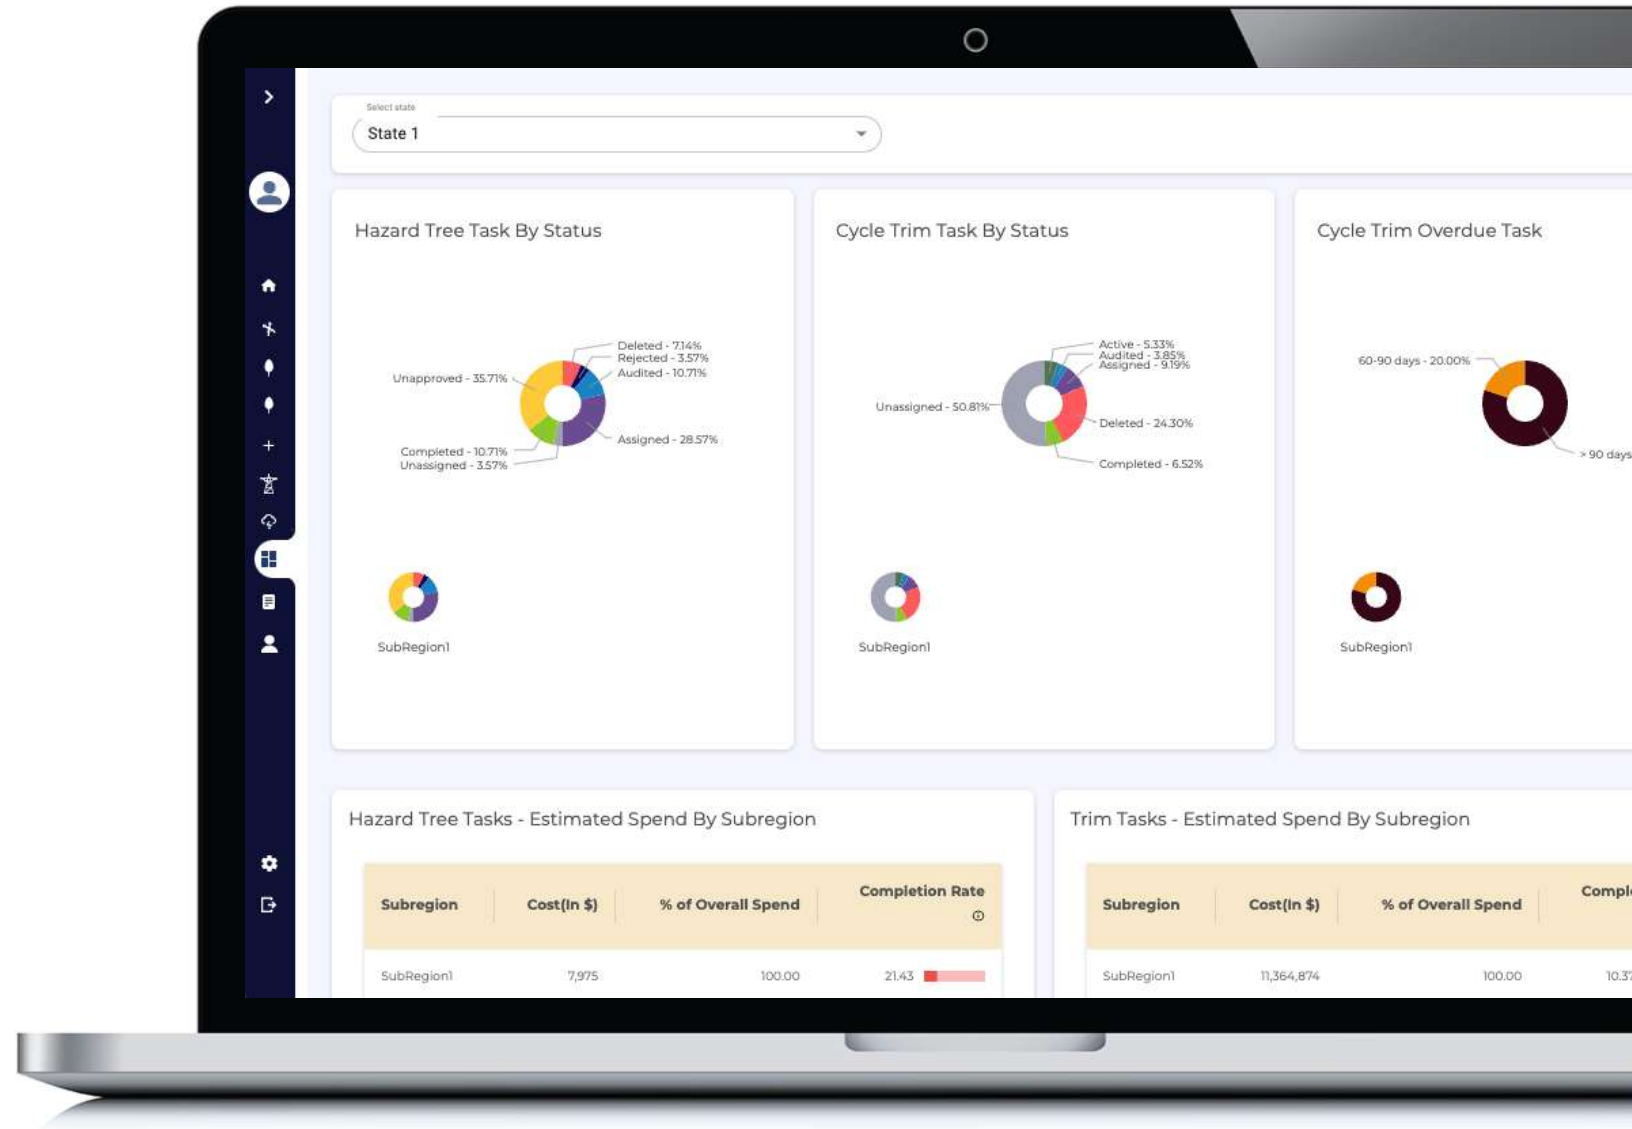 Select state
State 1
Hazard Tree Task By Status
Deleted - 7.14%
Rejected - 3.57%
Audited - 10.71%
Unapproved - 35.71%
Assigned - 28.57%
Completed - 10.71%
Unassigned - 3.57%
SubRegion1
Cycle Trim Task By Status
Active - 5.33%
Audited - 3.85%
Assigned - 9.19%
Unassigned - 50.81%
Deleted - 24.30%
Completed - 6.52%
SubRegion1
Cycle Trim Overdue Task
60-90 days - 20.00%
> 90 days
SubRegion1
Hazard Tree Tasks - Estimated Spend By Subregion
Subregion Cost(In $) % of Overall Spend Completion Rate
SubRegion1 7,975 100.00 21.43
Trim Tasks - Estimated Spend By Subregion
Subregion Cost(In $) % of Overall Spend
SubRegion1 11,364,874 100.00 10.37